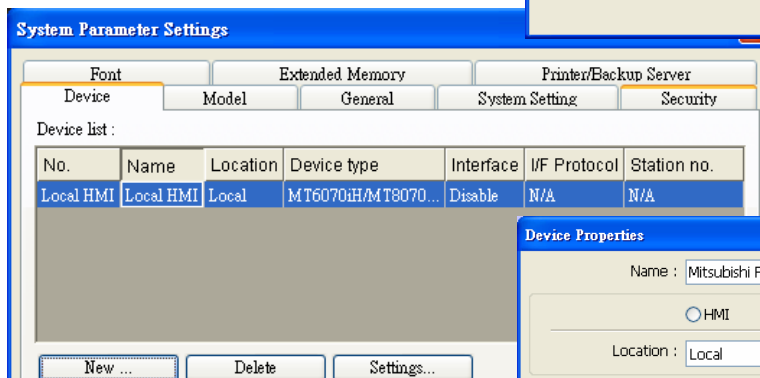 System Parameter Settings
Font Extended Memory Printer/Backup Server
Device Model General System Setting Security
Device list :
No. Name Location Device type Interface I/F Protocol Station no.
Local HMI Local HMI Local MT6070iH/MT8070... Disable N/A N/A
Device Properties
Name : Mitsubishi
HMI
Location : Local
New ... Delete Settings...